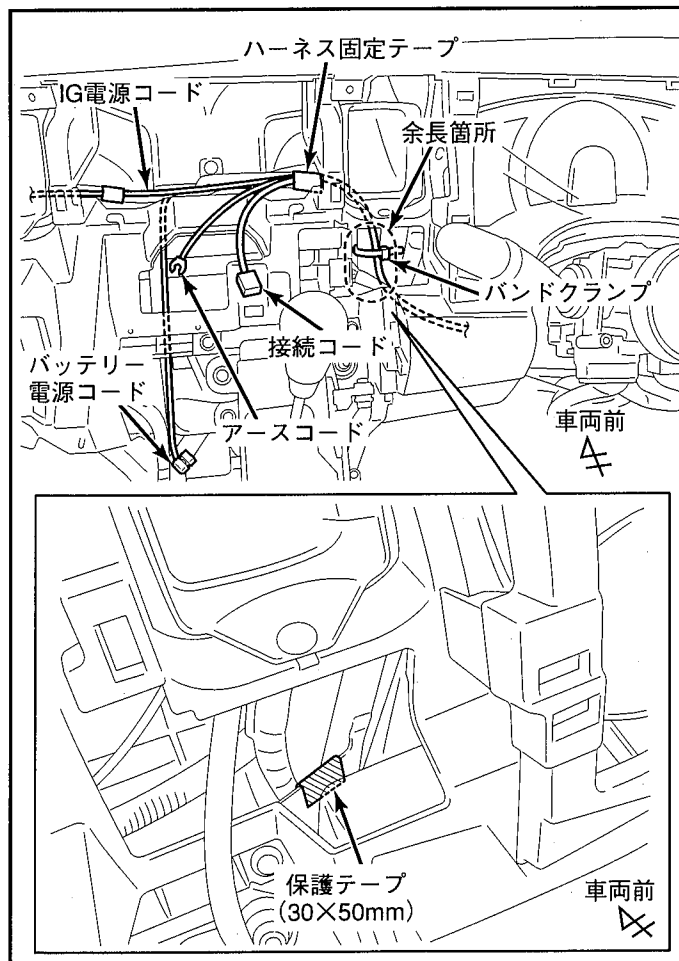 ハーネス固定テープ
IG電源コード
余長箇所
バンドクランプ
接続コード
バッテリー
電源コード
アースコード
車両前
保護テープ
(30×50mm)
車両前